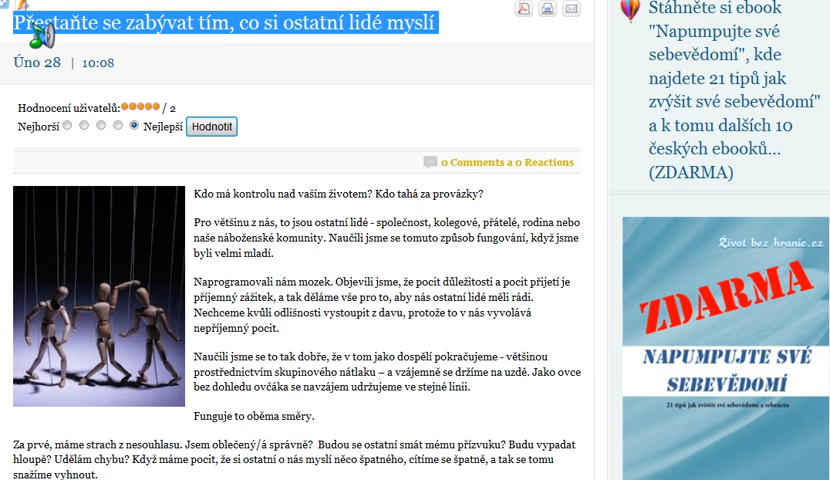 Přestaňte se zabývat tím, co si ostatní lidé myslí
Úno 28 | 10:08
Hodnocení uživatelů: / 2
Nejhorší Nejlepší Hodnotit
0 Comments a 0 Reactions
Kdo má kontrolu nad vaším životem? Kdo tahá za provázky?
Pro většinu z nás, to jsou ostatní lidé - společnost, kolegové, přátelé, rodina nebo
naše náboženské komunity. Naučili jsme se tomuto způsob fungování, když jsme
byli velmi mladí.
Naprogramovali nám mozek. Objevili jsme, že pocit důležitosti a pocit přijetí je
příjemný zážitek, a tak děláme vše pro to, aby nás ostatní lidé měli rádi.
Nechceme kvůli odlišnosti vystoupit z davu, protože to v nás vyvolává
nepříjemný pocit.
Naučili jsme se to tak dobře, že v tom jako dospělí pokračujeme - většinou
prostřednictvím skupinového nátlaku – a vzájemně se držíme na uzdě. Jako ovce
bez dohledu ovčáka se navzájem udržujeme ve stejné linii.
Funguje to oběma směry.
Za prvé, máme strach z nesouhlasu. Jsem oblečený/á správně? Budou se ostatní smát mému přízvuku? Budu vypadat
hloupě? Udělám chybu? Když máme pocit, že si ostatní o nás myslí něco špatného, cítíme se špatně, a tak se tomu
snažíme vyhnout.
Stáhněte si ebook
"Napumpujte své
sebevědomí", kde
najdete 21 tipů jak
zvýšit své sebevědomí"
a k tomu dalších 10
českých ebooků...
(ZDARMA)
Život bez hranic.cz
ZDARMA
NAPUMPUJTE SVÉ
SEBEVĚDOMÍ
21 tipů jak zvětšit své sebevědomí a sebeúctu